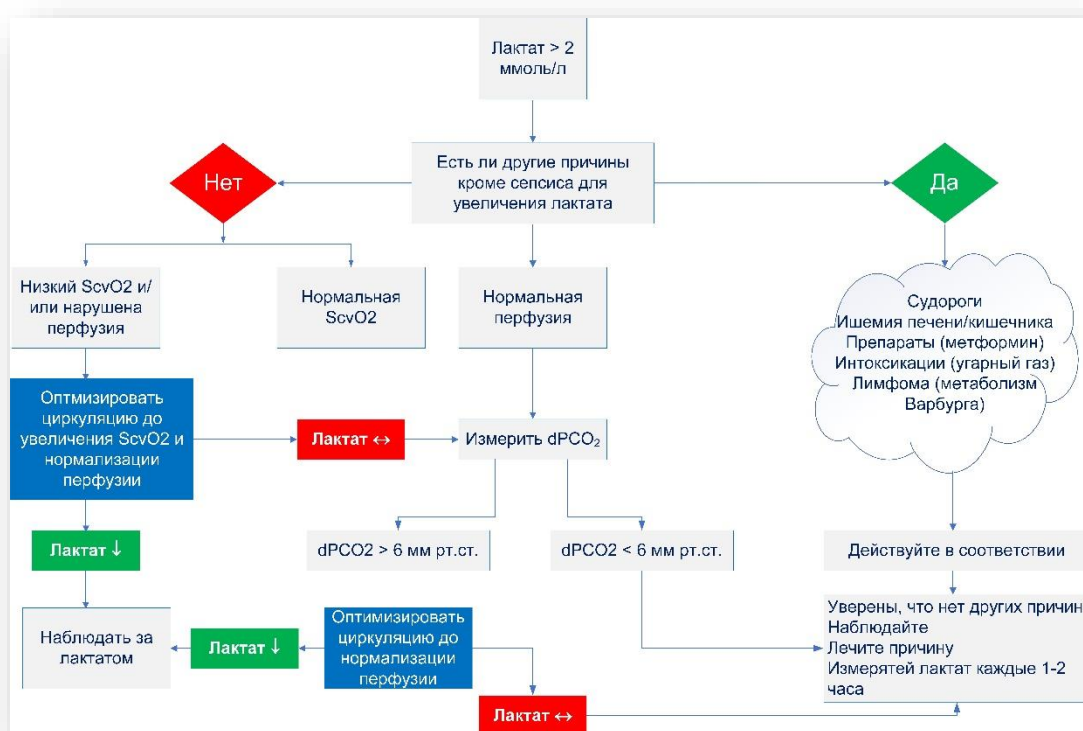 Лактат > 2
ммоль/л
Есть ли другие причины
кроме сепсиса для
увеличения лактата
Нет
Да
Низкий ScvO2 и/
или нарушена
перфузия
Нормальная
ScvO2
Нормальная
перфузия
Судороги
Ишемия печени/кишечника
Препараты (метформин)
Интоксикации (угарный газ)
Лимфома (метаболизм
Варбурга)
Оптмизировать
циркуляцию до
увеличения ScvO2 и
нормализации
перфузии
Лактат ↔
Измерить dPCO₂
Лактат ↓
dPCO2 > 6 мм рт.ст.
dPCO2 < 6 мм рт.ст.
Действуйте в соответствии
Наблюдать за
лактатом
Лактат ↓
Оптимизировать
циркуляцию до
нормализации
перфузии
Уверены, что нет других причин
Наблюдайте
Лечите причину
Измерятей лактат каждые 1-2
часа
Лактат ↔